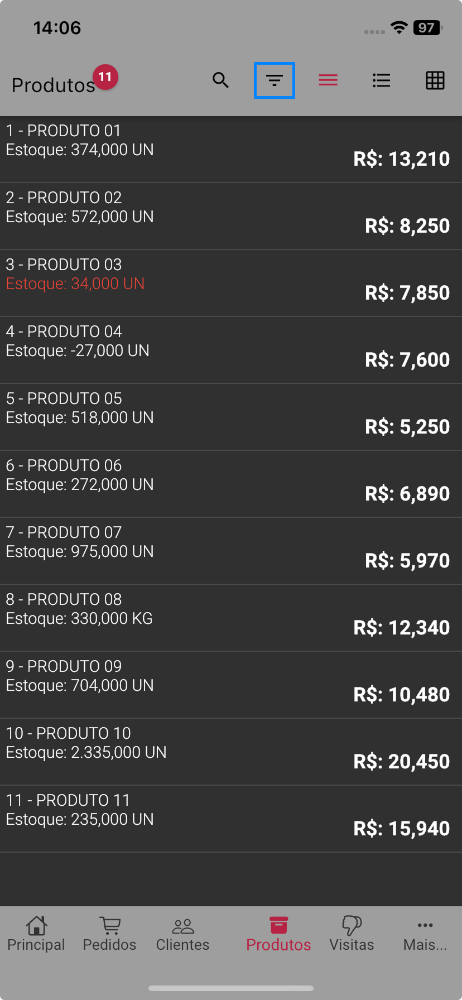 14:06
97
Produtos
11
1 - PRODUTO 01
Estoque: 374,000 UN
R$: 13,210
2 - PRODUTO 02
Estoque: 572,000 UN
R$: 8,250
3 - PRODUTO 03
Estoque: 34,000 UN
R$: 7,850
4 - PRODUTO 04
Estoque: -27,000 UN
R$: 7,600
5 - PRODUTO 05
Estoque: 518,000 UN
R$: 5,250
6 - PRODUTO 06
Estoque: 272,000 UN
R$: 6,890
7 - PRODUTO 07
Estoque: 975,000 UN
R$: 5,970
8 - PRODUTO 08
Estoque: 330,000 KG
R$: 12,340
9 - PRODUTO 09
Estoque: 704,000 UN
R$: 10,480
10 - PRODUTO 10
Estoque: 2.335,000 UN
R$: 20,450
11 - PRODUTO 11
Estoque: 235,000 UN
R$: 15,940
Principal
Pedidos
Clientes
Produtos
Visitas
Mais...